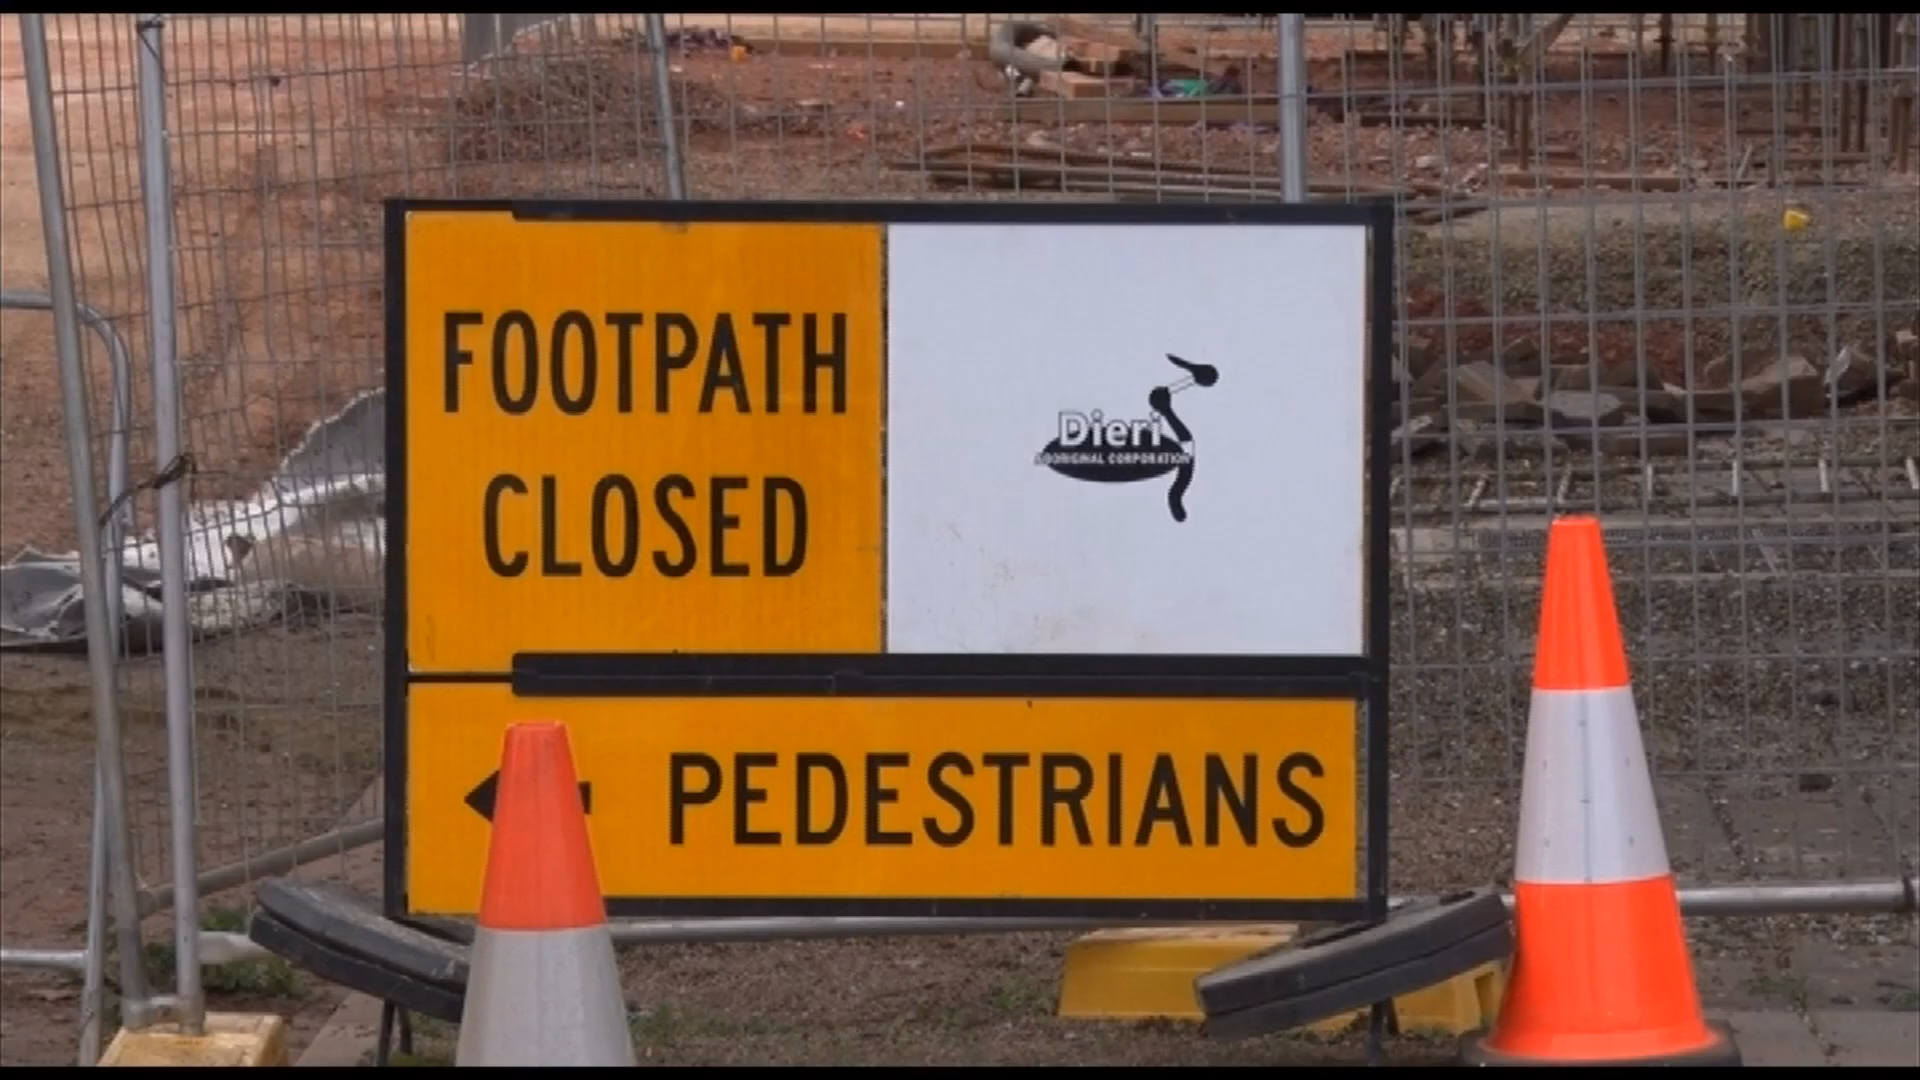 FOOTPATH
CLOSED
Dieri
ABORIGINAL CORPORATION
PEDESTRIANS